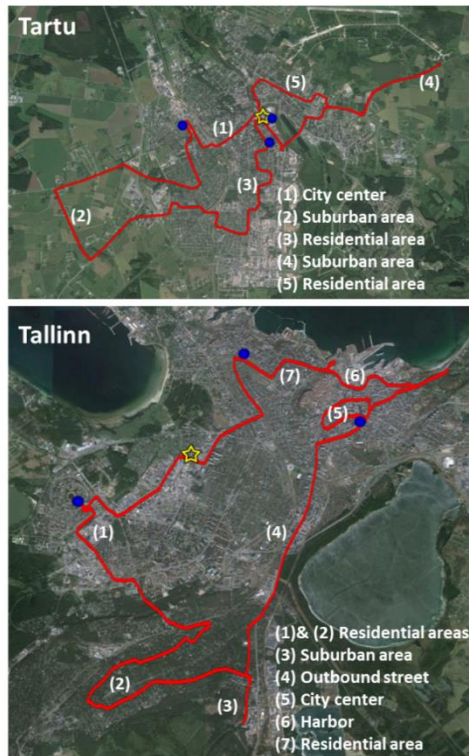 Tartu
(5)
(4)
(1)
(3)
(2)
(1) City center
(2) Suburban area
(3) Residential area
(4) Suburban area
(5) Residential area
Tallinn
(6)
(7)
(5)
(1)
(4)
(2)
(3)
(1)& (2) Residential areas
(3) Suburban area
(4) Outbound street
(5) City center
(6) Harbor
(7) Residential area